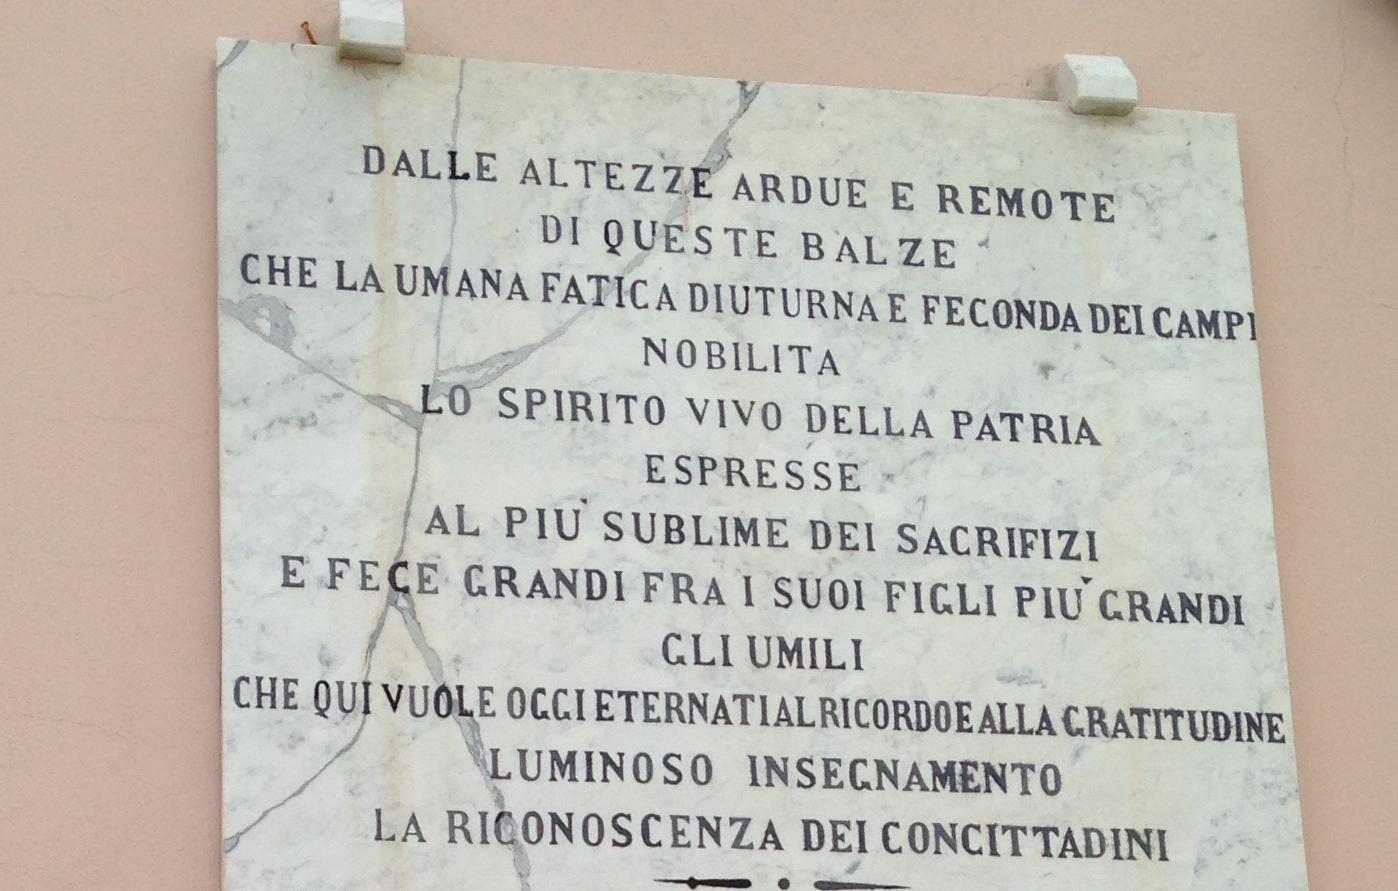 DALLE ALTEZZE ARDUE E REMOTE
DI QUESTE BALZE
CHE LA UMANA FATICA DIUTURNA E FECONDA DEI CAMPI
NOBILITA
LO SPIRITO VIVO DELLA PATRIA
ESPRESSE
AL PIU' SUBLIME DEI SACRIFIZI
E FECE GRANDI FRA I SUOI FIGLI PIU' GRANDI
GLI UMILI
CHE QUI VUOLE OGGI ETERNATI AL RICORDO E ALLA GRATITUDINE
LUMINOSO INSEGNAMENTO
LA RICONOSCENZA DEI CONCITTADINI